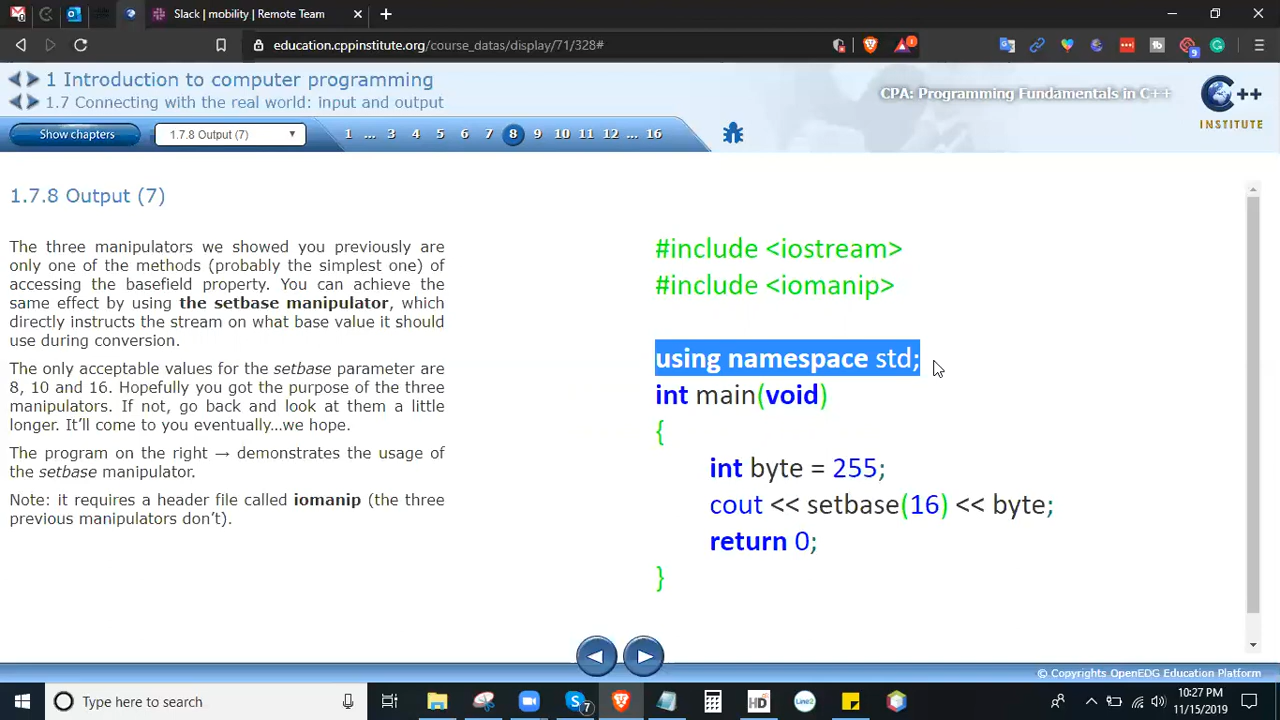 Slack | mobility | Remote Team
education.cppinstitute.org/course_datas/display/71/328#
1 Introduction to computer programming
1.7 Connecting with the real world: input and output
CPA: Programming Fundamentals in C++
C++
INSTITUTE
Show chapters
1.7.8 Output (7)
1 ... 3 4 5 6 7 8 9 10 11 12 ... 16
1.7.8 Output (7)
The three manipulators we showed you previously are
only one of the methods (probably the simplest one) of
accessing the basefield property. You can achieve the
same effect by using the setbase manipulator, which
directly instructs the stream on what base value it should
use during conversion.
The only acceptable values for the setbase parameter are
8, 10 and 16. Hopefully you got the purpose of the three
manipulators. If not, go back and look at them a little
longer. It'll come to you eventually...we hope.
The program on the right → demonstrates the usage of
the setbase manipulator.
Note: it requires a header file called iomanip (the three
previous manipulators don't).
#include <iostream>
#include <iomanip>
using namespace std;
int main(void)
{
int byte = 255;
cout << setbase(16) << byte;
return 0;
}
© Copyrights OpenEDG Education Platform
Type here to search
7
HD
Line2
10:27 PM
11/15/2019